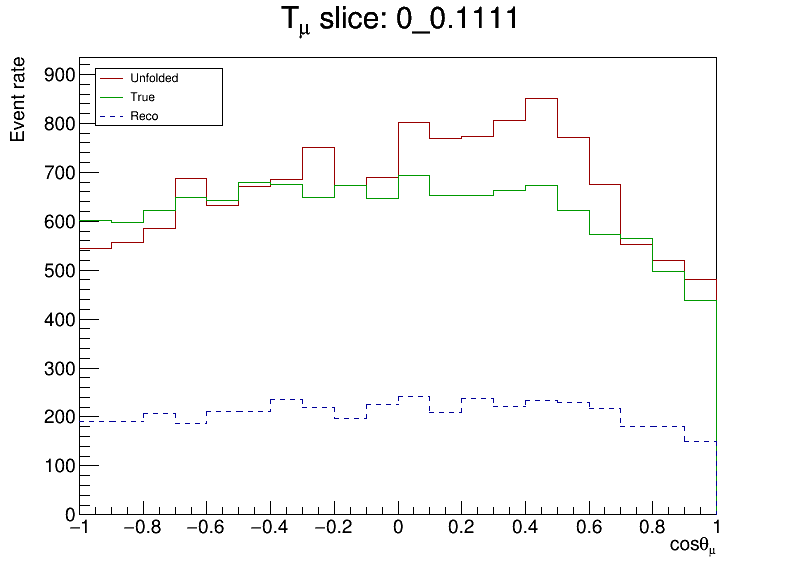 Tμ slice: 0_0.1111
Event rate
900
800
700
600
500
400
300
200
100
0
Unfolded
True
Reco
−1 −0.8 −0.6 −0.4 −0.2 0 0.2 0.4 0.6 0.8 1
cosθμ